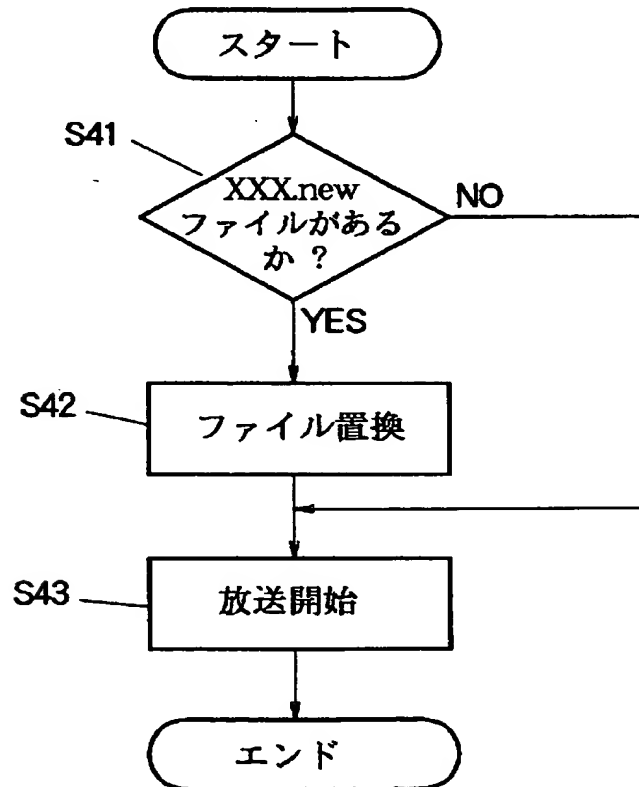 スタート
S41
XXX.new
ファイルがある
か ?
NO
YES
S42
ファイル置換
S43
放送開始
エンド